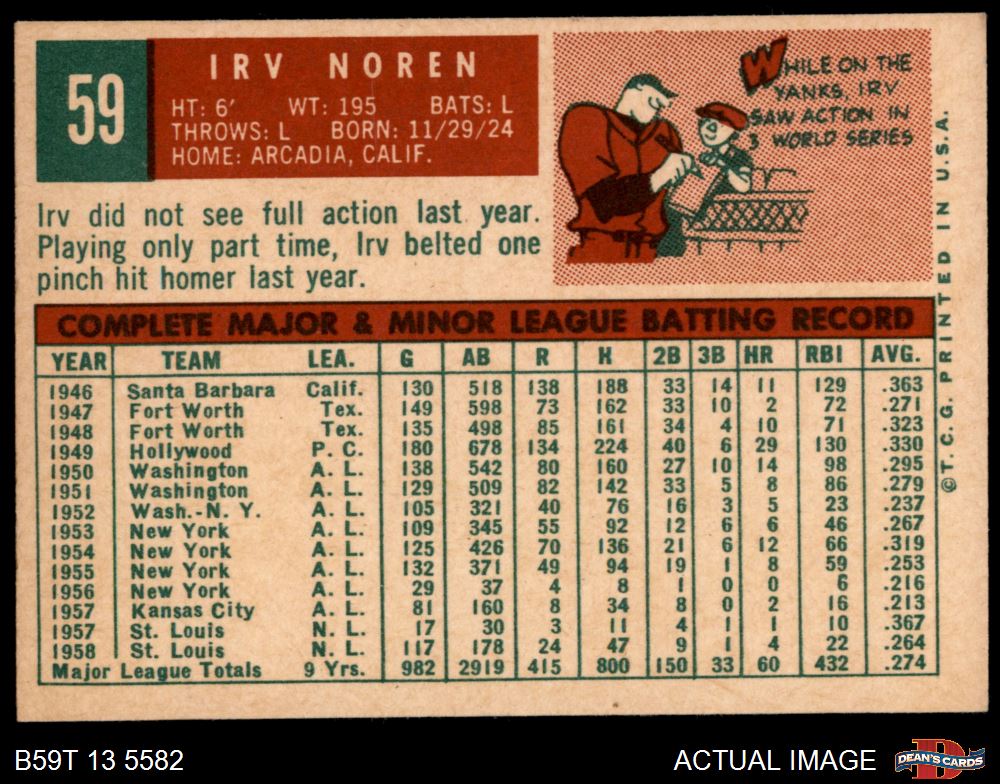 59
IRV NOREN
HT: 6' WT: 195 BATS: L
THROWS: L BORN: 11/29/24
HOME: ARCADIA, CALIF.
WHILE ON THE
YANKS, IRV
SAW ACTION IN
3 WORLD SERIES
Irv did not see full action last year.
Playing only part time, Irv belted one
pinch hit homer last year.
COMPLETE MAJOR & MINOR LEAGUE BATTING RECORD
YEAR TEAM LEA. G AB R H 2B 3B HR RBI AVG.
1946 Santa Barbara Calif. 130 518 138 188 33 14 11 129 .363
1947 Fort Worth Tex. 149 598 73 162 33 10 2 72 .271
1948 Fort Worth Tex. 135 498 85 161 34 4 10 71 .323
1949 Hollywood P. C. 180 678 134 224 40 6 29 130 .330
1950 Washington A. L. 138 542 80 160 27 10 14 98 .295
1951 Washington A. L. 129 509 82 142 33 5 8 86 .279
1952 Wash.-N. Y. A. L. 105 321 40 76 16 3 5 23 .237
1953 New York A. L. 109 345 55 92 12 6 6 46 .267
1954 New York A. L. 125 426 70 136 21 6 12 66 .319
1955 New York A. L. 132 371 49 94 19 1 8 59 .253
1956 New York A. L. 29 37 4 8 1 0 0 6 .216
1957 Kansas City A. L. 81 160 8 34 8 0 2 16 .213
1957 St. Louis N. L. 17 30 3 11 4 1 1 10 .367
1958 St. Louis N. L. 117 178 24 47 9 1 4 22 .264
Major League Totals 9 Yrs. 982 2919 415 800 150 33 60 432 .274
©T. C. G. PRINTED IN U.S.A.
B59T 13 5582
ACTUAL IMAGE
DEAN'S CARDS